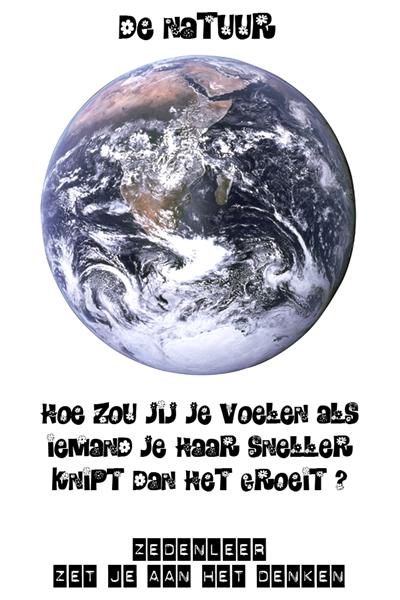 De Natuur
Hoe zou jij je voelen als
iemand je haar sneller
knipt dan het groeit ?
ZEDENLEER
ZET JE AAN HET DENKEN